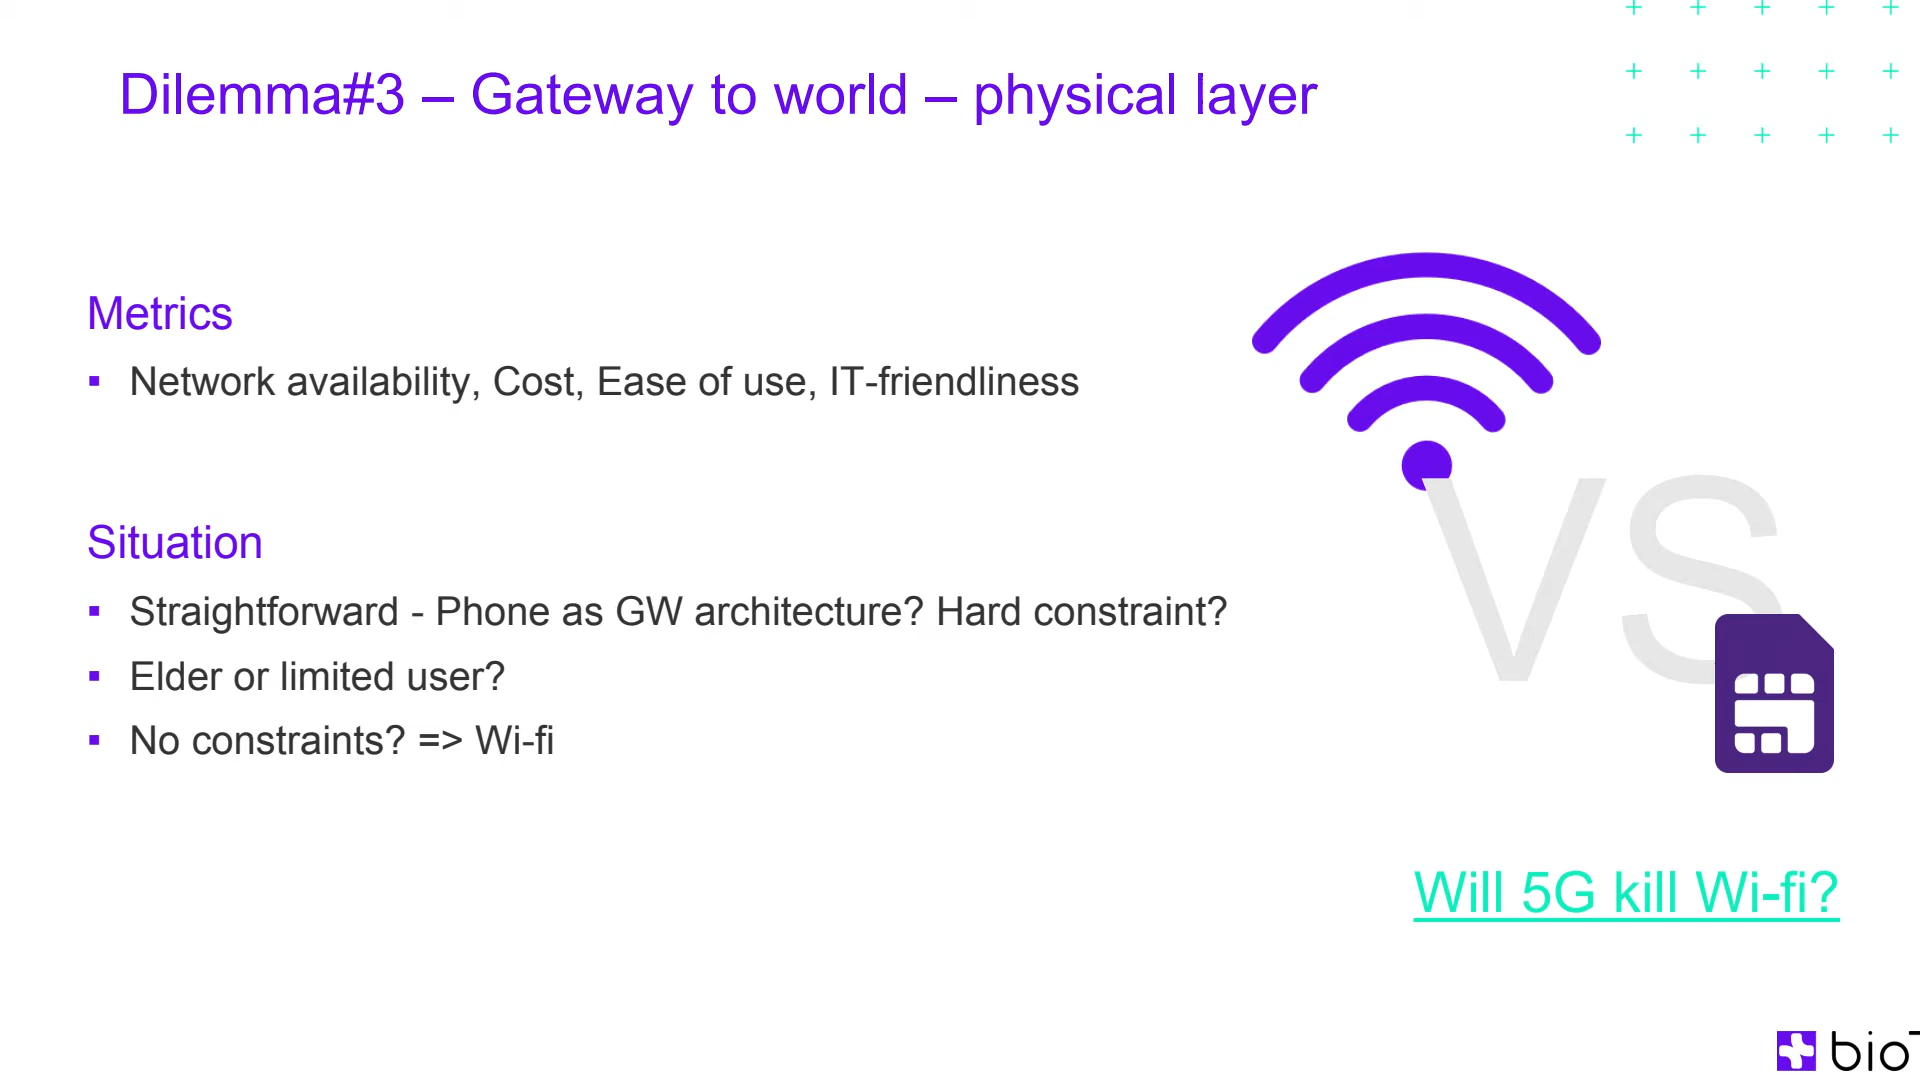 Dilemma#3 – Gateway to world – physical layer
Metrics
▪ Network availability, Cost, Ease of use, IT-friendliness
Situation
▪ Straightforward - Phone as GW architecture? Hard constraint?
▪ Elder or limited user?
▪ No constraints? => Wi-fi
VS
Will 5G kill Wi-fi?
bio